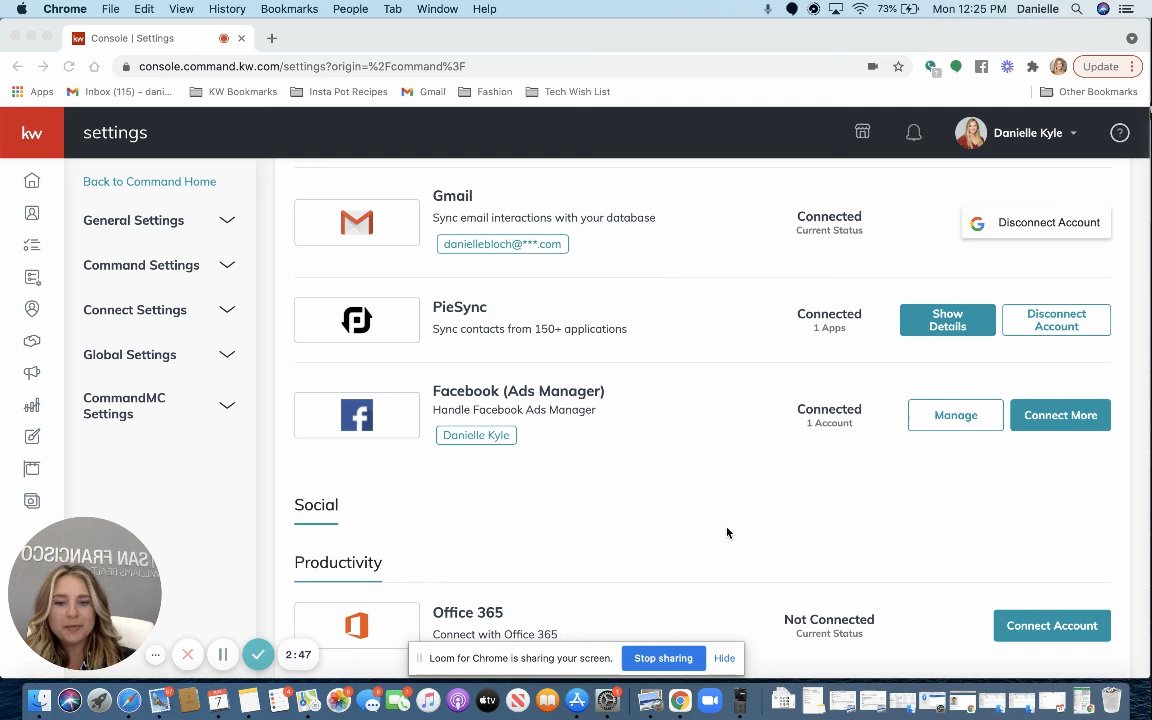 Chrome File Edit View History Bookmarks People Tab Window Help 73% Mon 12:25 PM Danielle
Console | Settings
console.command.kw.com/settings?origin=%2Fcommand%3F
Update
Apps Inbox (115) - dani... KW Bookmarks Insta Pot Recipes Gmail Fashion Tech Wish List Other Bookmarks
kw settings Danielle Kyle ?
Back to Command Home
General Settings
Command Settings
Connect Settings
Global Settings
CommandMC
Settings
Gmail
Sync email interactions with your database
daniellebloch@***.com
Connected
Current Status
Disconnect Account
PieSync
Sync contacts from 150+ applications
Connected
1 Apps
Show
Details
Disconnect
Account
Facebook (Ads Manager)
Handle Facebook Ads Manager
Danielle Kyle
Connected
1 Account
Manage
Connect More
Social
Productivity
Office 365
Connect with Office 365
Not Connected
Current Status
Connect Account
SAN FRANCISCO
WILLIAMS REALTY
2:47
Loom for Chrome is sharing your screen. Stop sharing Hide